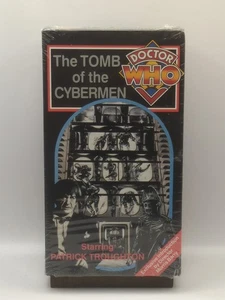 The TOMB
of the
CYBERMEN
DOCTOR
WHO
Starring
PATRICK TROUGHTON